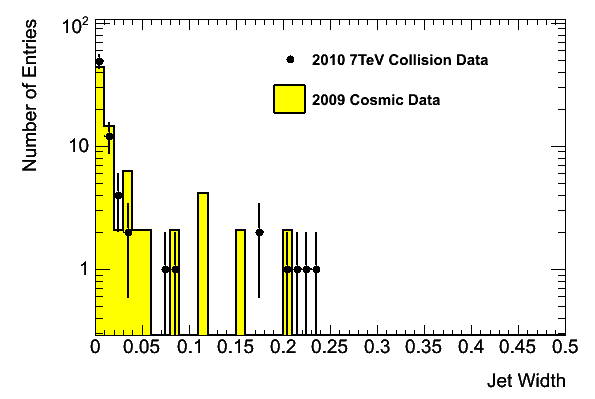 Number of Entries
10²
10
1
2010 7TeV Collision Data
2009 Cosmic Data
0 0.05 0.1 0.15 0.2 0.25 0.3 0.35 0.4 0.45 0.5
Jet Width